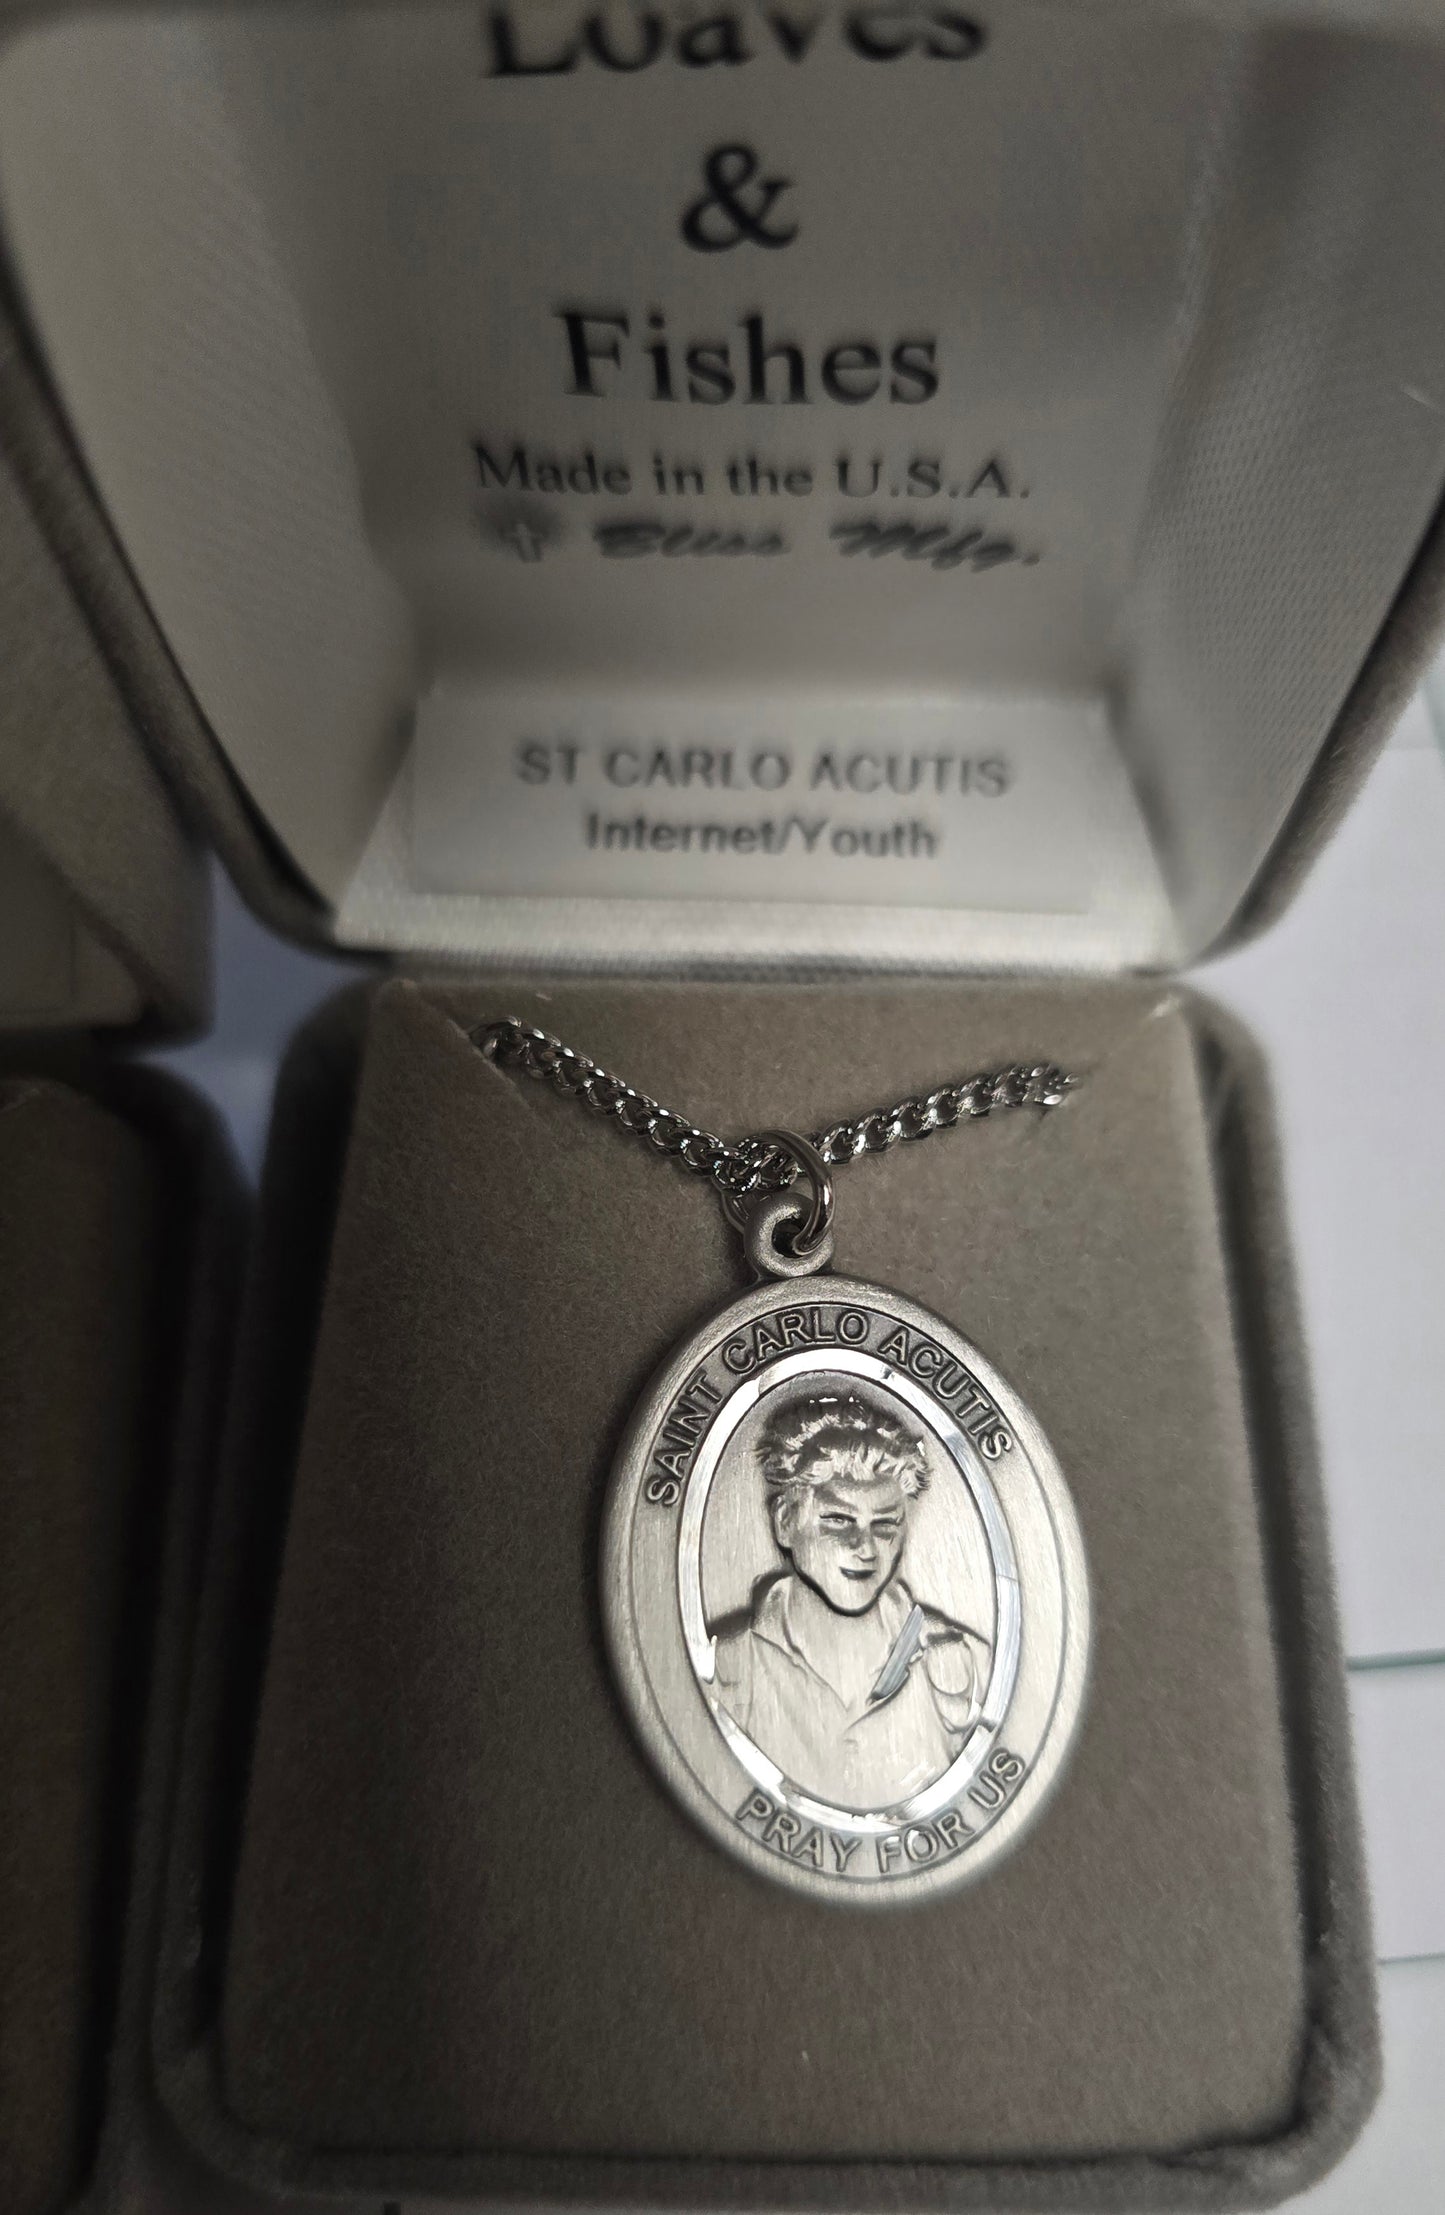 Loaves
&
Fishes
Made in the U.S.A.
Bliss Mfg.
ST CARLO ACUTIS
Internet/Youth
SAINT CARLO ACUTIS
PRAY FOR US